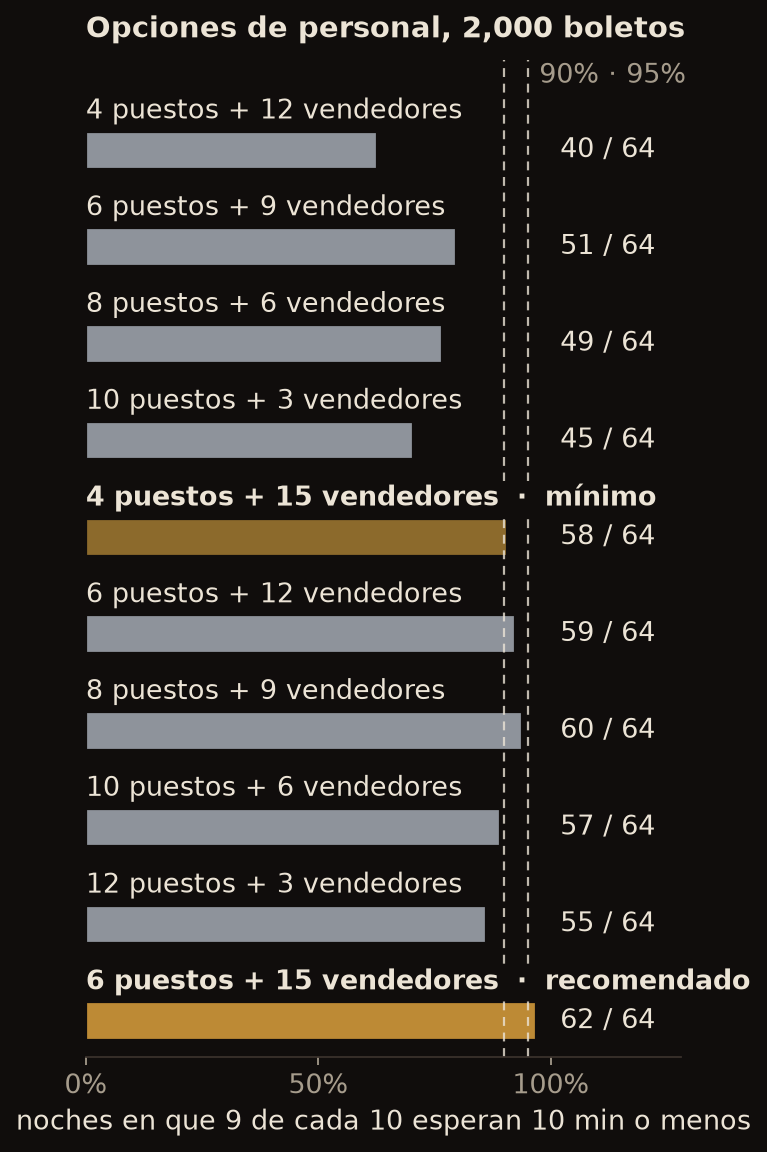 Opciones de personal, 2,000 boletos
90% · 95%
4 puestos + 12 vendedores
40 / 64
6 puestos + 9 vendedores
51 / 64
8 puestos + 6 vendedores
49 / 64
10 puestos + 3 vendedores
45 / 64
4 puestos + 15 vendedores · mínimo
58 / 64
6 puestos + 12 vendedores
59 / 64
8 puestos + 9 vendedores
60 / 64
10 puestos + 6 vendedores
57 / 64
12 puestos + 3 vendedores
55 / 64
6 puestos + 15 vendedores · recomendado
62 / 64
0% 50% 100%
noches en que 9 de cada 10 esperan 10 min o menos